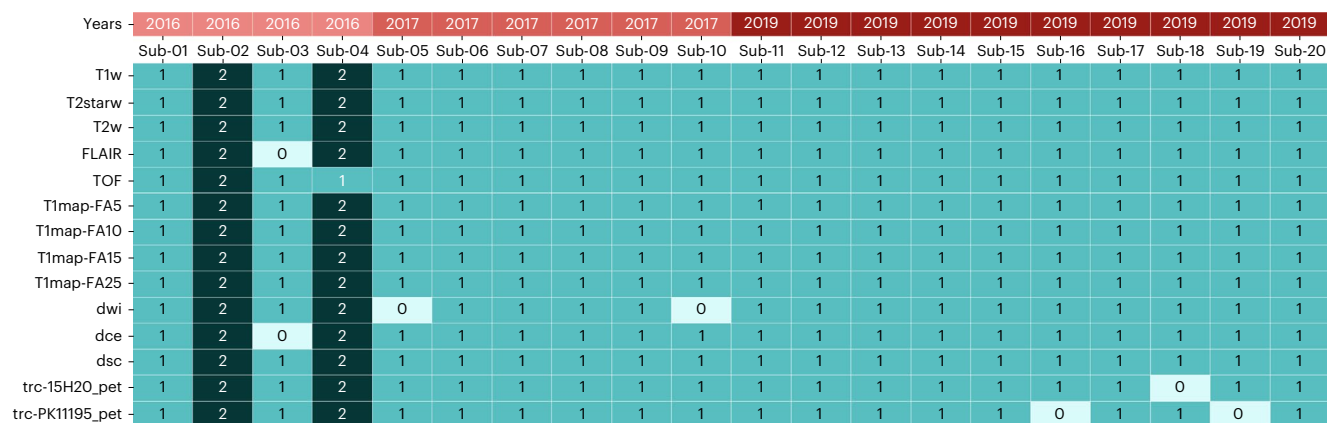 Years 2016 2016 2016 2016 2017 2017 2017 2017 2017 2017 2019 2019 2019 2019 2019 2019 2019 2019 2019 2019
Sub-01 Sub-02 Sub-03 Sub-04 Sub-05 Sub-06 Sub-07 Sub-08 Sub-09 Sub-10 Sub-11 Sub-12 Sub-13 Sub-14 Sub-15 Sub-16 Sub-17 Sub-18 Sub-19 Sub-20
T1w 1 2 1 2 1 1 1 1 1 1 1 1 1 1 1 1 1 1 1 1
T2starw 1 2 1 2 1 1 1 1 1 1 1 1 1 1 1 1 1 1 1 1
T2w 1 2 1 2 1 1 1 1 1 1 1 1 1 1 1 1 1 1 1 1
FLAIR 1 2 0 2 1 1 1 1 1 1 1 1 1 1 1 1 1 1 1 1
TOF 1 2 1 1 1 1 1 1 1 1 1 1 1 1 1 1 1 1 1 1
T1map-FA5 1 2 1 2 1 1 1 1 1 1 1 1 1 1 1 1 1 1 1 1
T1map-FA10 1 2 1 2 1 1 1 1 1 1 1 1 1 1 1 1 1 1 1 1
T1map-FA15 1 2 1 2 1 1 1 1 1 1 1 1 1 1 1 1 1 1 1 1
T1map-FA25 1 2 1 2 1 1 1 1 1 1 1 1 1 1 1 1 1 1 1 1
dwi 1 2 1 2 0 1 1 1 1 0 1 1 1 1 1 1 1 1 1 1
dce 1 2 0 2 1 1 1 1 1 1 1 1 1 1 1 1 1 1 1 1
dsc 1 2 1 2 1 1 1 1 1 1 1 1 1 1 1 1 1 1 1 1
trc-15H20_pet 1 2 1 2 1 1 1 1 1 1 1 1 1 1 1 1 1 0 1 1
trc-PK11195_pet 1 2 1 2 1 1 1 1 1 1 1 1 1 1 1 0 1 1 0 1